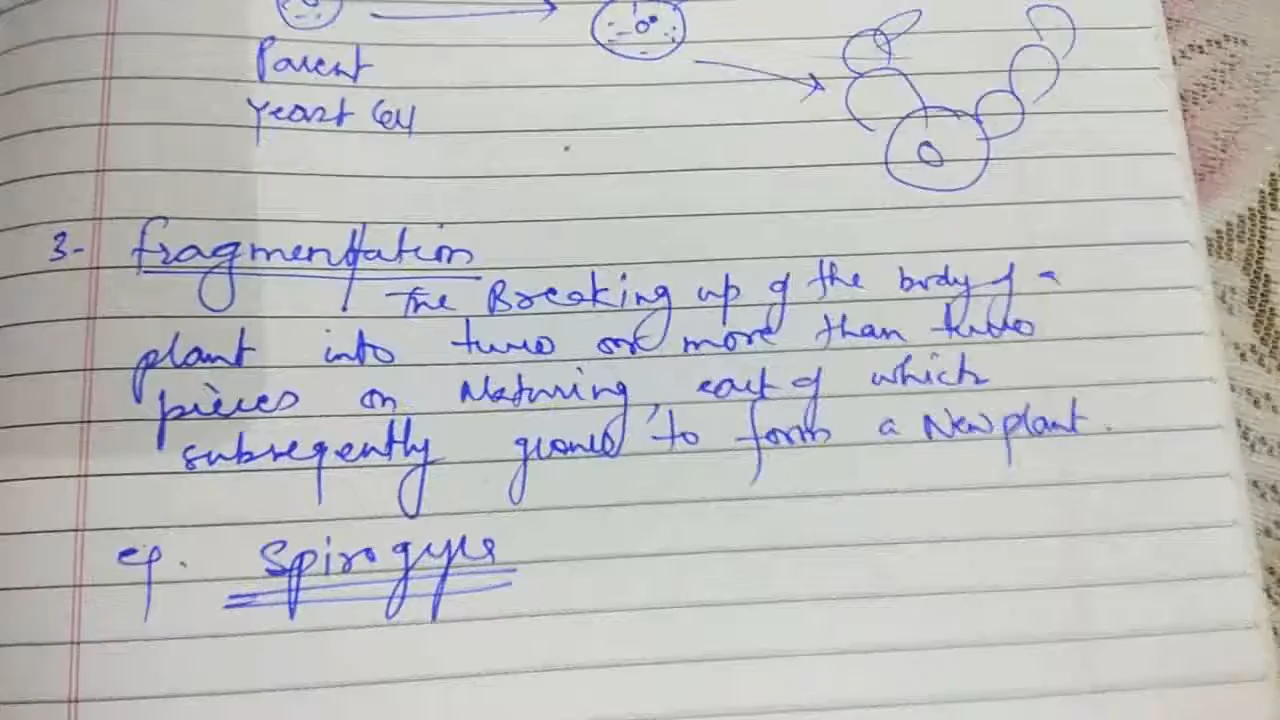 Parent
Yeast Cell
3- fragmentation
The Breaking up of the body of a
plant into two or more than two
pieces on Maturing, each of which
subseqently grows to form a New plant.
eg. Spirogyra